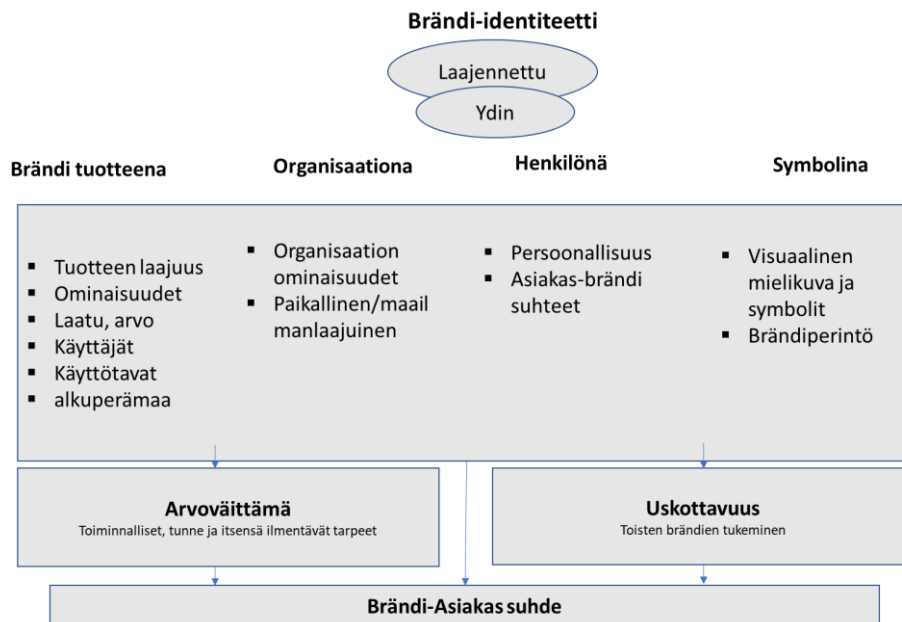 Brändi-identiteetti
Laajennettu
Ydin
Brändi tuotteena
Organisaationa
Henkilönä
Symbolina
▪ Tuotteen laajuus
▪ Ominaisuudet
▪ Laatu, arvo
▪ Käyttäjät
▪ Käyttötavat
▪ alkuperämaa
▪ Organisaation
ominaisuudet
▪ Paikallinen/maail
manlaajuinen
▪ Persoonallisuus
▪ Asiakas-brändi
suhteet
▪ Visuaalinen
mielikuva ja
symbolit
▪ Brändiperintö
Arvoväittämä
Toiminnalliset, tunne ja itsensä ilmentävät tarpeet
Uskottavuus
Toisten brändien tukeminen
Brändi-Asiakas suhde